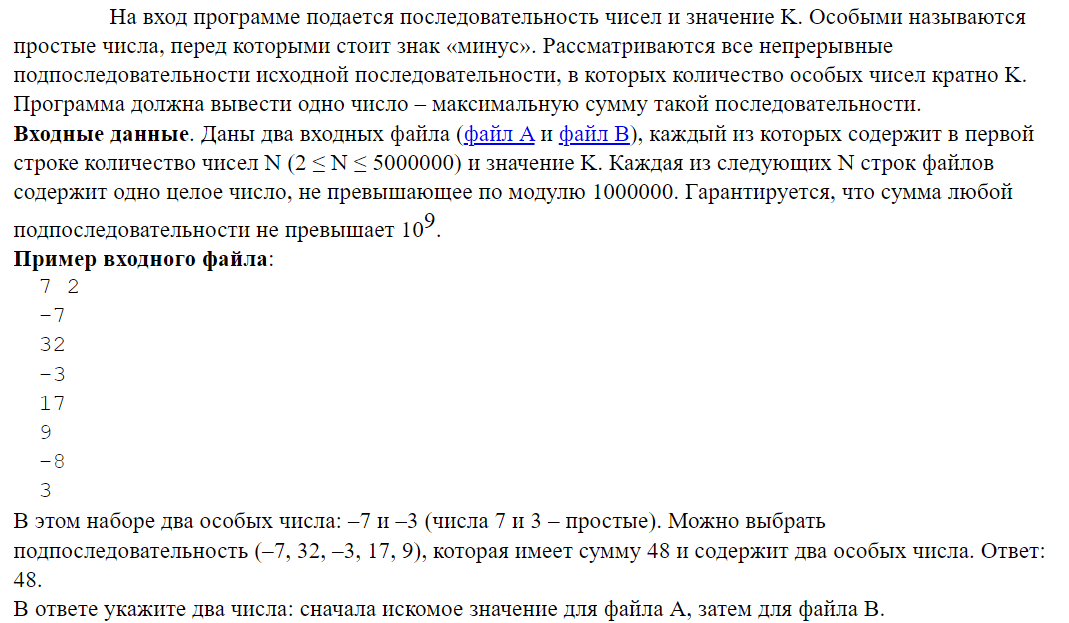 На вход программе подается последовательность чисел и значение K. Особыми называются
простые числа, перед которыми стоит знак «минус». Рассматриваются все непрерывные
подпоследовательности исходной последовательности, в которых количество особых чисел кратно K.
Программа должна вывести одно число – максимальную сумму такой последовательности.
Входные данные. Даны два входных файла (файл A и файл B), каждый из которых содержит в первой
строке количество чисел N (2 ≤ N ≤ 5000000) и значение K. Каждая из следующих N строк файлов
содержит одно целое число, не превышающее по модулю 1000000. Гарантируется, что сумма любой
подпоследовательности не превышает 10⁹.
Пример входного файла:
7 2
-7
32
-3
17
9
-8
3
В этом наборе два особых числа: –7 и –3 (числа 7 и 3 – простые). Можно выбрать
подпоследовательность (–7, 32, –3, 17, 9), которая имеет сумму 48 и содержит два особых числа. Ответ:
48.
В ответе укажите два числа: сначала искомое значение для файла A, затем для файла B.